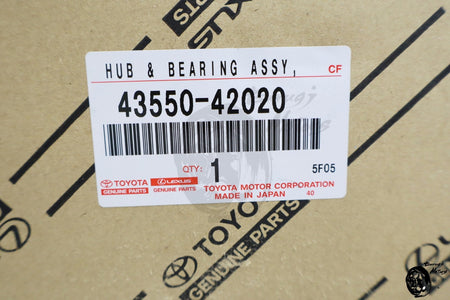 LEXUS
HUB & BEARING ASSY, CF
43550-42020
QTY: 1 5F05
TOYOTA LEXUS TOYOTA MOTOR CORPORATION
GENUINE PARTS GENUINE PARTS MADE IN JAPAN 40
TOYOTA
GENUINE PARTS